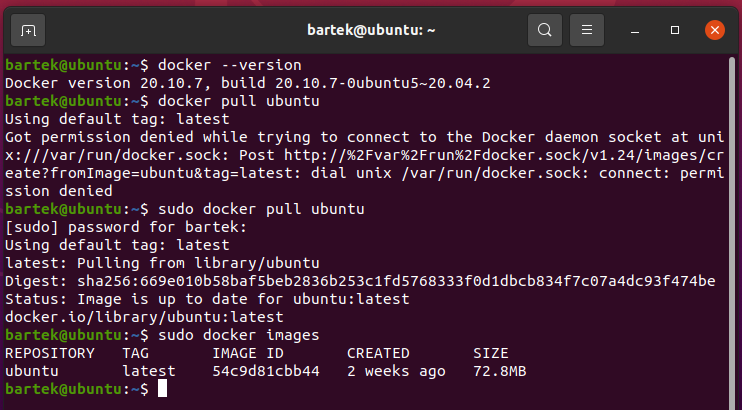 bartek@ubuntu: ~
bartek@ubuntu:~$ docker --version
Docker version 20.10.7, build 20.10.7-0ubuntu5~20.04.2
bartek@ubuntu:~$ docker pull ubuntu
Using default tag: latest
Got permission denied while trying to connect to the Docker daemon socket at uni
x:///var/run/docker.sock: Post http://%2Fvar%2Frun%2Fdocker.sock/v1.24/images/cr
eate?fromImage=ubuntu&tag=latest: dial unix /var/run/docker.sock: connect: permi
ssion denied
bartek@ubuntu:~$ sudo docker pull ubuntu
[sudo] password for bartek:
Using default tag: latest
latest: Pulling from library/ubuntu
Digest: sha256:669e010b58baf5beb2836b253c1fd5768333f0d1dbcb834f7c07a4dc93f474be
Status: Image is up to date for ubuntu:latest
docker.io/library/ubuntu:latest
bartek@ubuntu:~$ sudo docker images
REPOSITORY   TAG       IMAGE ID       CREATED       SIZE
ubuntu       latest    54c9d81cbb44   2 weeks ago   72.8MB
bartek@ubuntu:~$